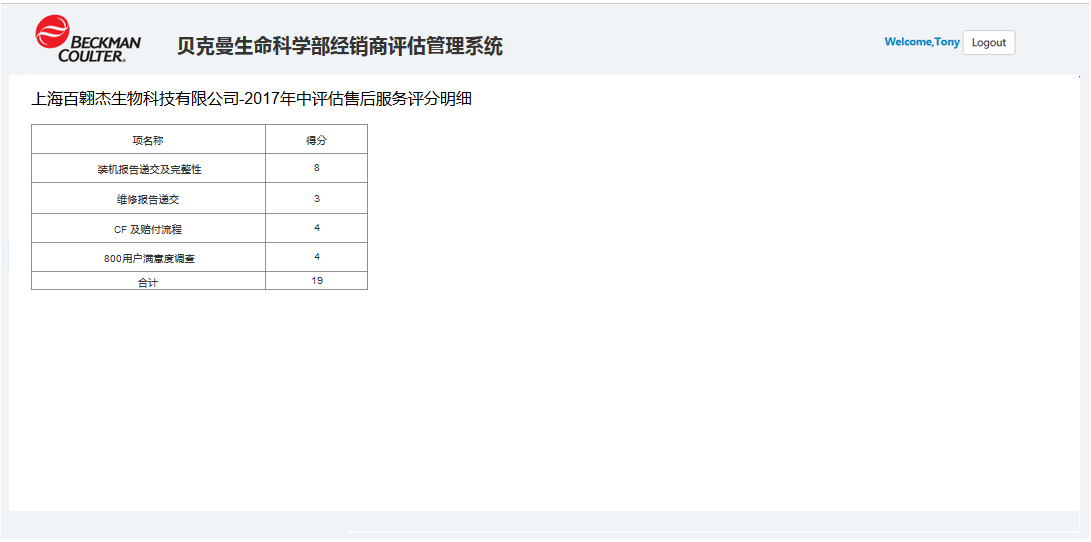 BECKMAN
COULTER
贝克曼生命科学部经销商评估管理系统
Welcome,Tony Logout
上海百翱杰生物科技有限公司-2017年中评估售后服务评分明细
项名称 得分
装机报告递交及完整性 8
维修报告递交 3
CF 及赔付流程 4
800用户满意度调查 4
合计 19